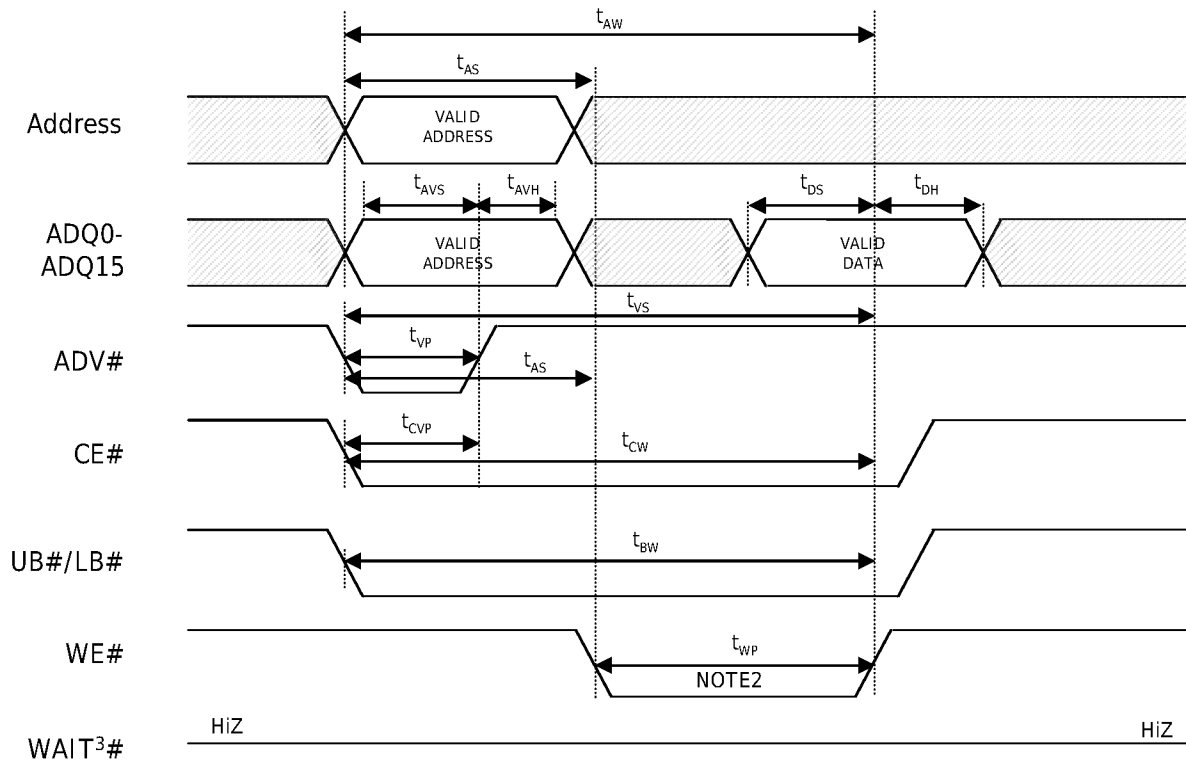 tAW
tAS
Address
VALID
ADDRESS
tAVS
tAVH
tDS
tDH
ADQ0-
ADQ15
VALID
ADDRESS
VALID
DATA
tVS
ADV#
tVP
tAS
CE#
tCVP
tCW
UB#/LB#
tBW
WE#
tWP
NOTE2
HiZ
HiZ
WAIT³#